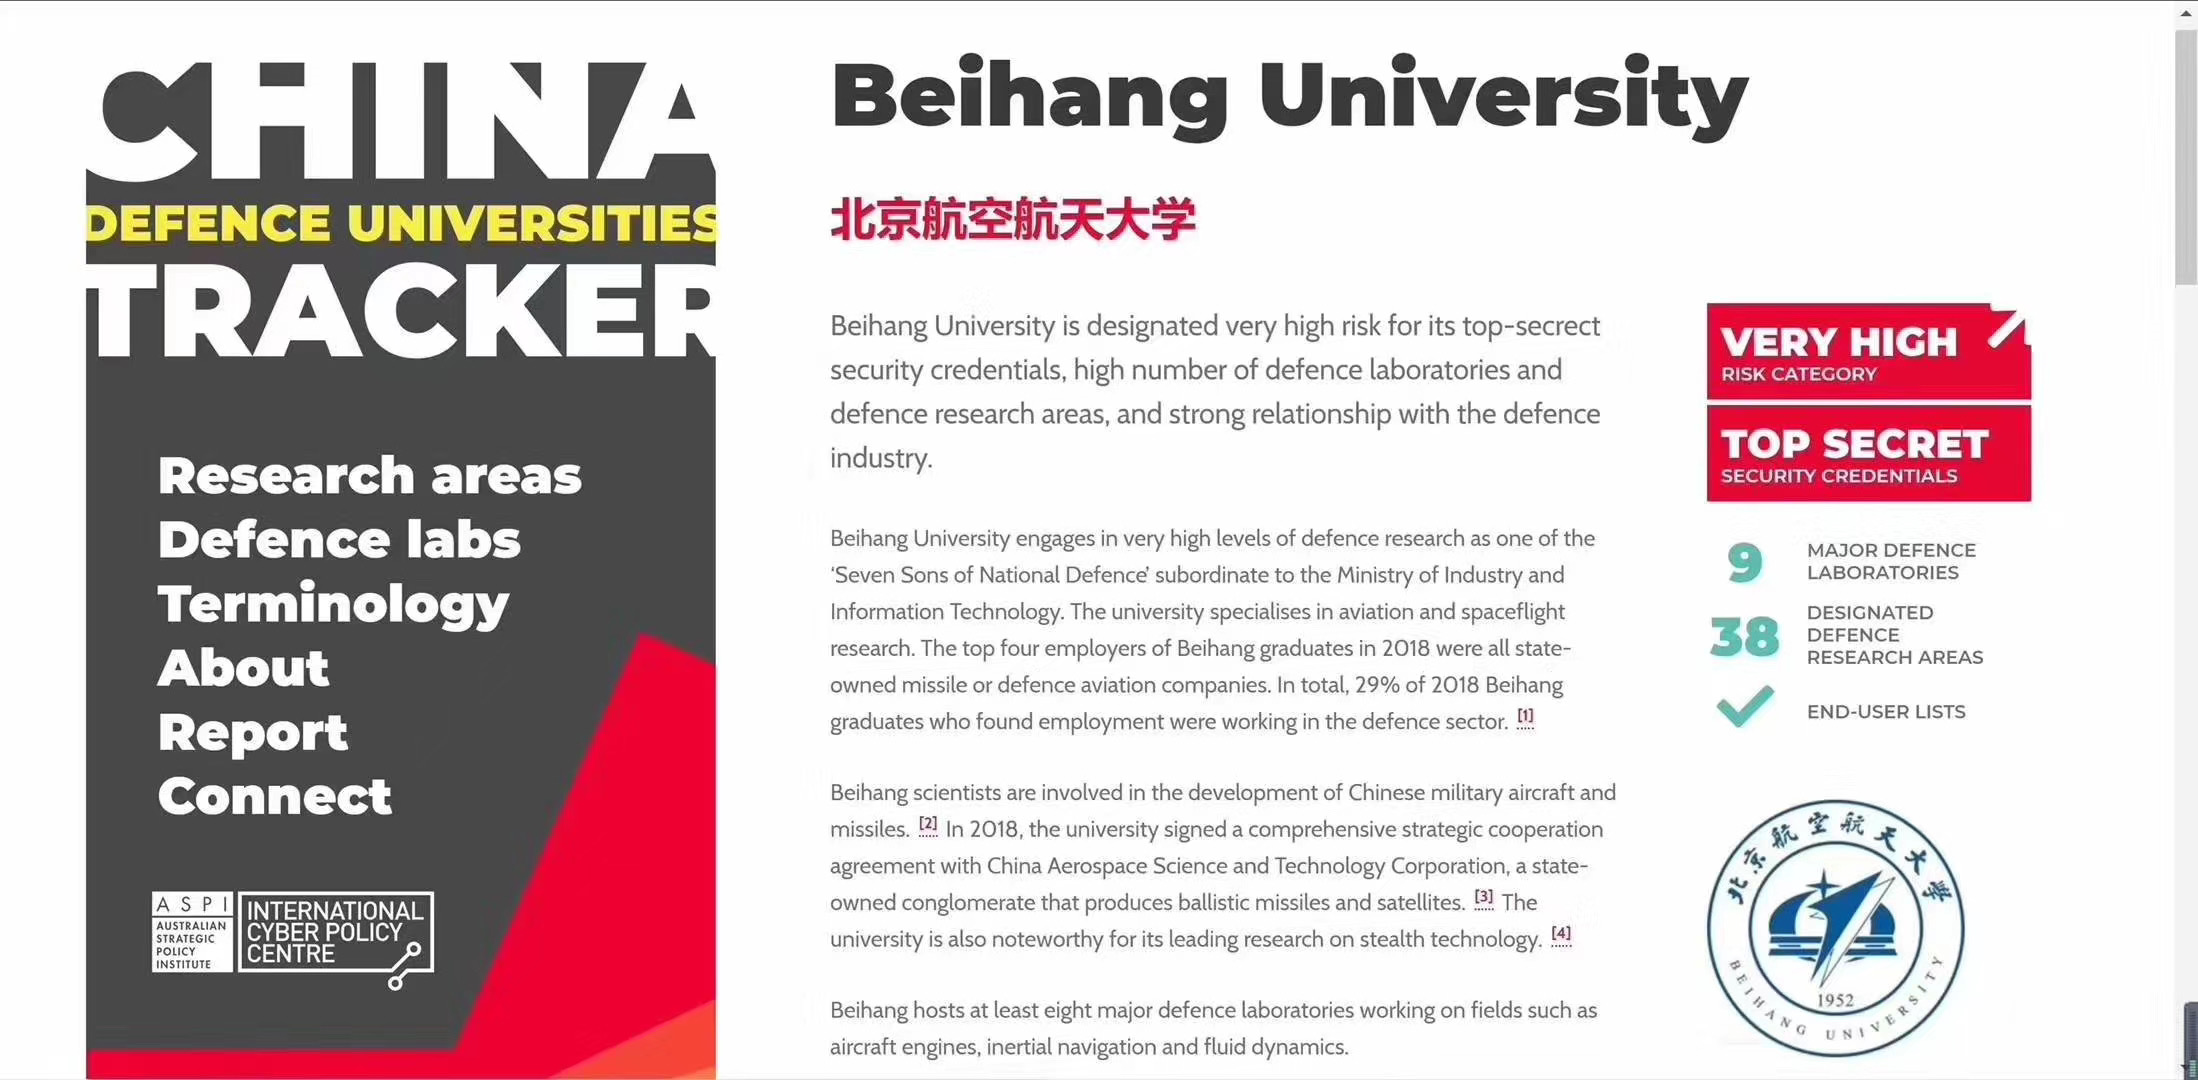 CHINA
DEFENCE UNIVERSITIES
TRACKER
Research areas
Defence labs
Terminology
About
Report
Connect
ASPI
AUSTRALIAN
STRATEGIC
POLICY
INSTITUTE
INTERNATIONAL
CYBER POLICY
CENTRE
Beihang University
北京航空航天大学
Beihang University is designated very high risk for its top-secrect
security credentials, high number of defence laboratories and
defence research areas, and strong relationship with the defence
industry.
Beihang University engages in very high levels of defence research as one of the
‘Seven Sons of National Defence’ subordinate to the Ministry of Industry and
Information Technology. The university specialises in aviation and spaceflight
research. The top four employers of Beihang graduates in 2018 were all state-
owned missile or defence aviation companies. In total, 29% of 2018 Beihang
graduates who found employment were working in the defence sector. [1]
Beihang scientists are involved in the development of Chinese military aircraft and
missiles. [2] In 2018, the university signed a comprehensive strategic cooperation
agreement with China Aerospace Science and Technology Corporation, a state-
owned conglomerate that produces ballistic missiles and satellites. [3] The
university is also noteworthy for its leading research on stealth technology. [4]
Beihang hosts at least eight major defence laboratories working on fields such as
aircraft engines, inertial navigation and fluid dynamics.
VERY HIGH
RISK CATEGORY
TOP SECRET
SECURITY CREDENTIALS
9 MAJOR DEFENCE
LABORATORIES
38 DESIGNATED
DEFENCE
RESEARCH AREAS
END-USER LISTS
北京航空航天大学
1952
BEIHANG UNIVERSITY